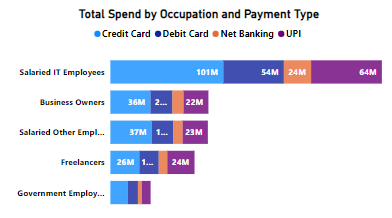 Total Spend by Occupation and Payment Type
Credit Card Debit Card Net Banking UPI
Salaried IT Employees 101M 54M 24M 64M
Business Owners 36M 2... 22M
Salaried Other Empl... 37M 1... 23M
Freelancers 26M 1... 24M
Government Employ...